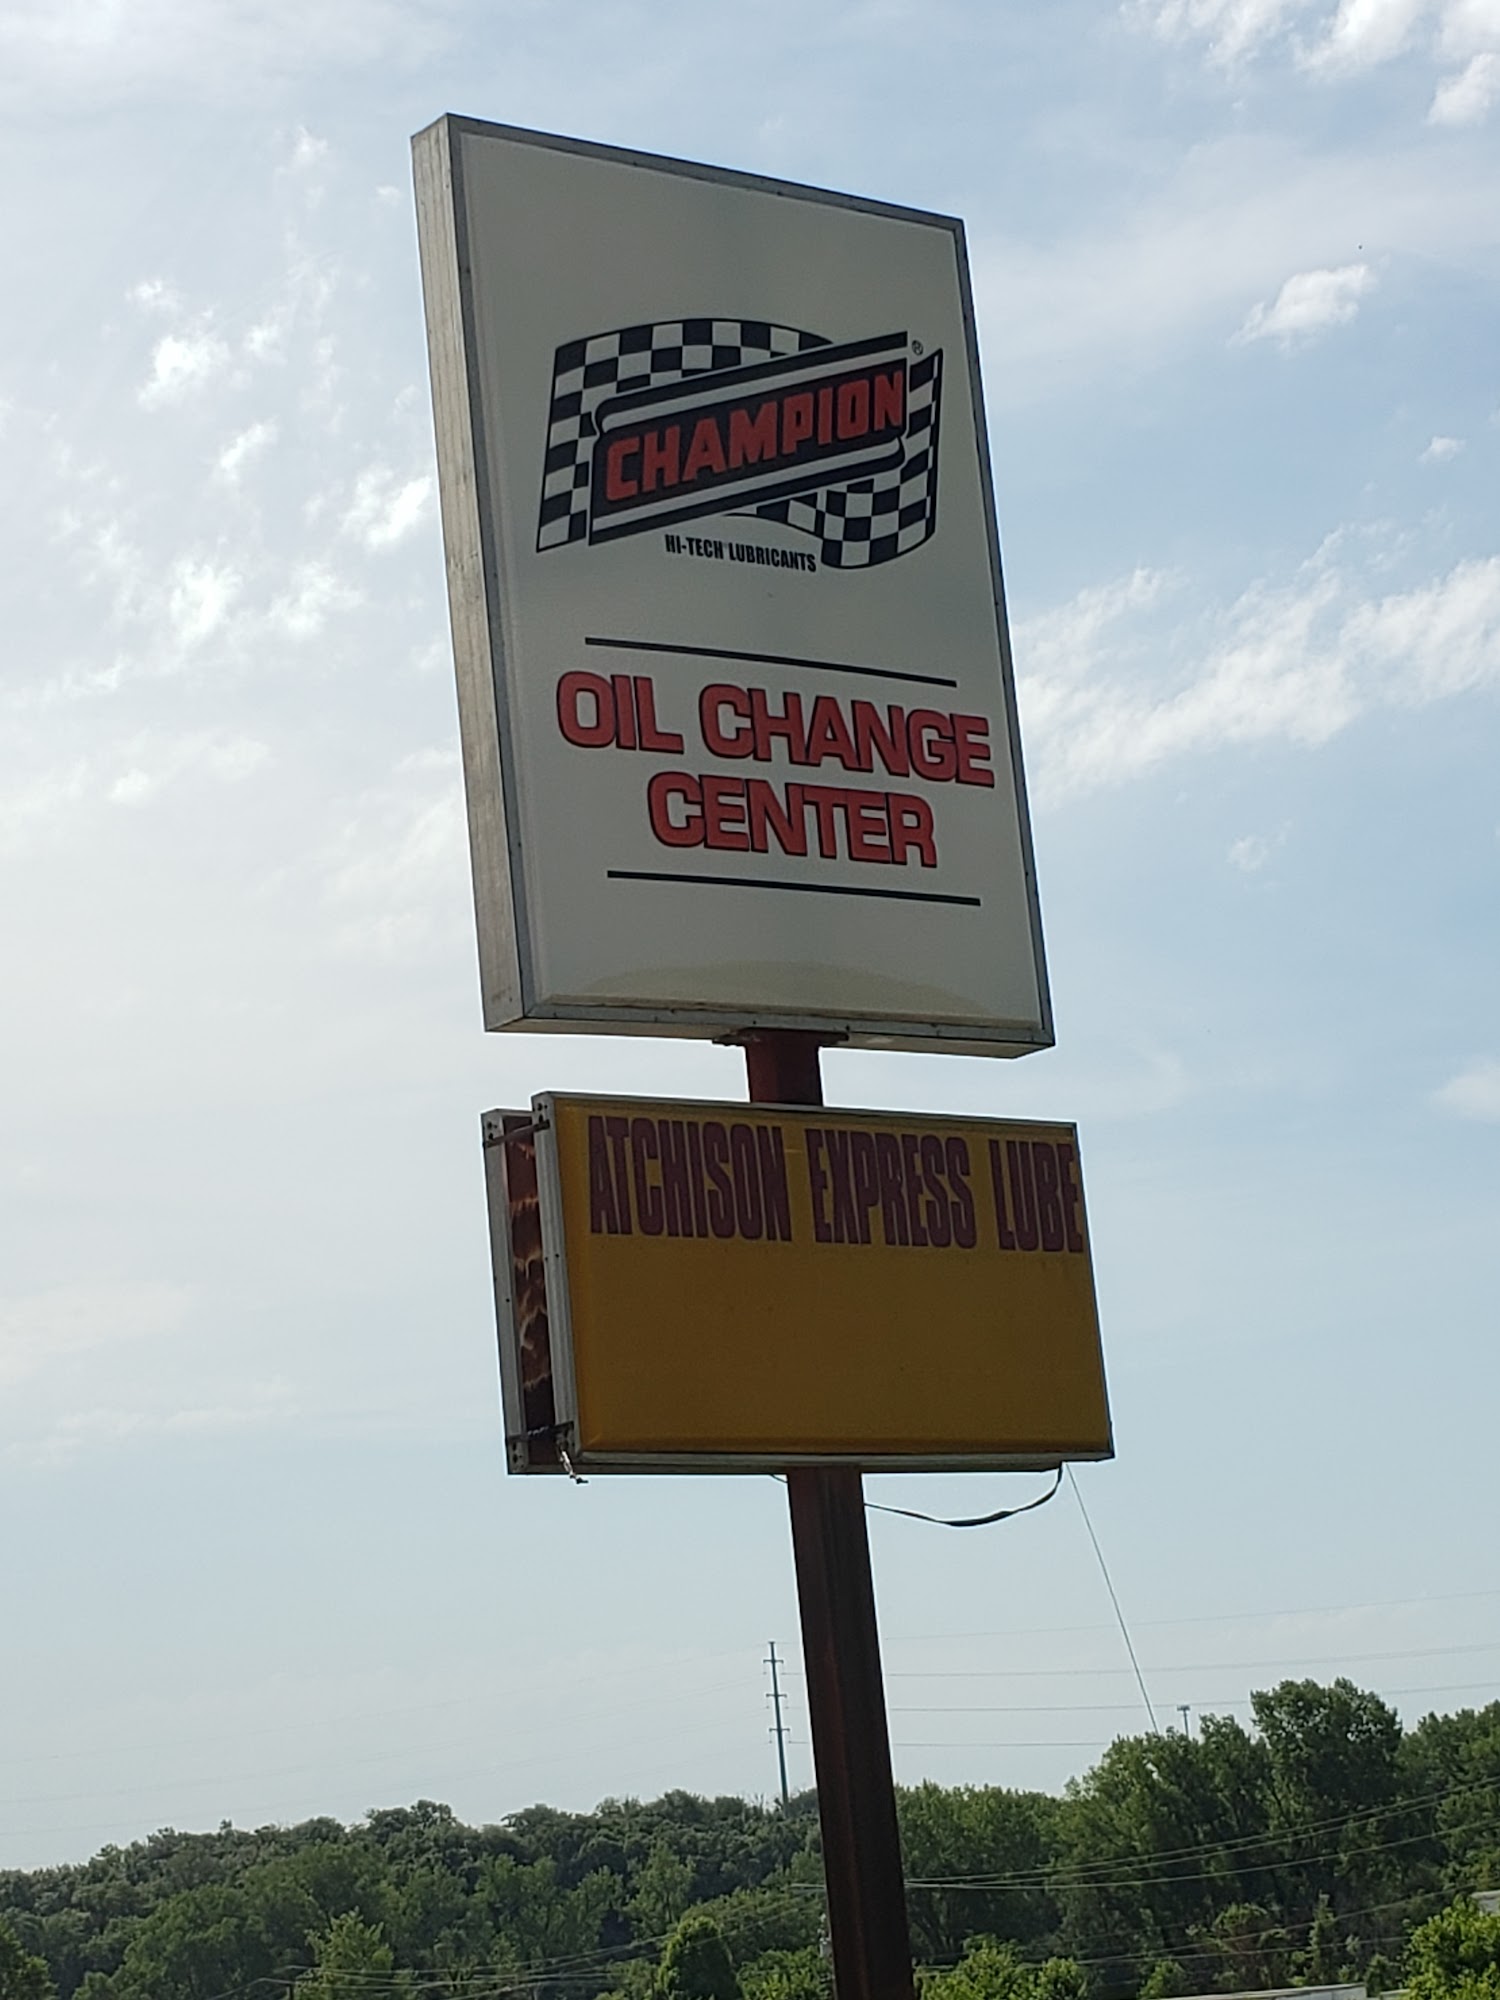 CHAMPION®
HI-TECH LUBRICANTS
OIL CHANGE
CENTER
ATCHISON EXPRESS LUBE